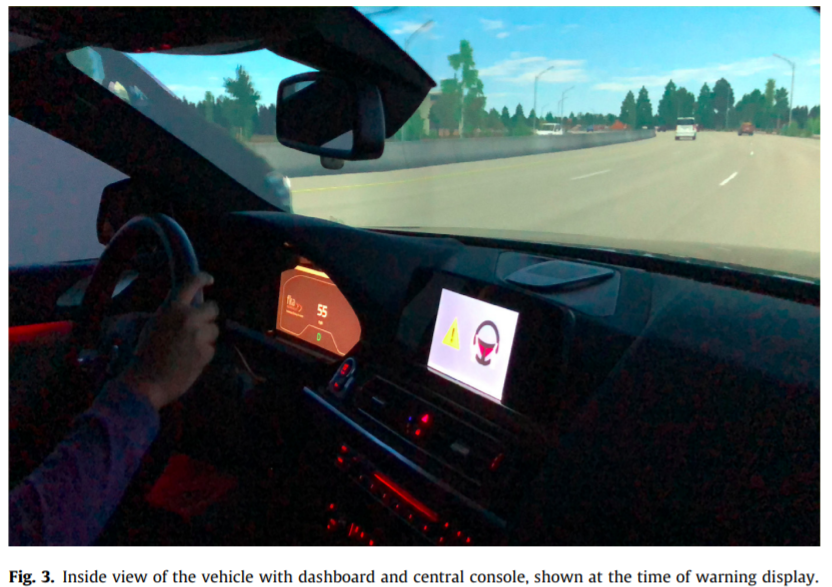 55
Fig. 3. Inside view of the vehicle with dashboard and central console, shown at the time of warning display.